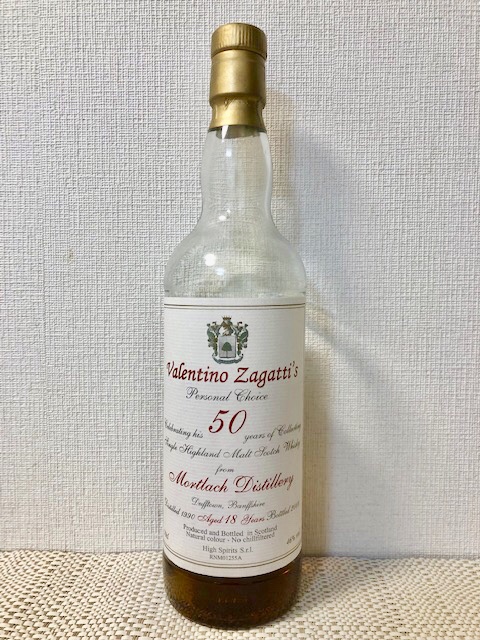 Valentino Zagatti's
Personal Choice
Celebrating his 50 years of Collecting
Single Highland Malt Scotch Whisky
from
Mortlach Distillery
Dufftown, Banffshire
Distilled 1990 Aged 18 Years Bottled
Produced and Bottled in Scotland
Natural colour - No chillfiltered
High Spirits S.r.l.
RNM01255A